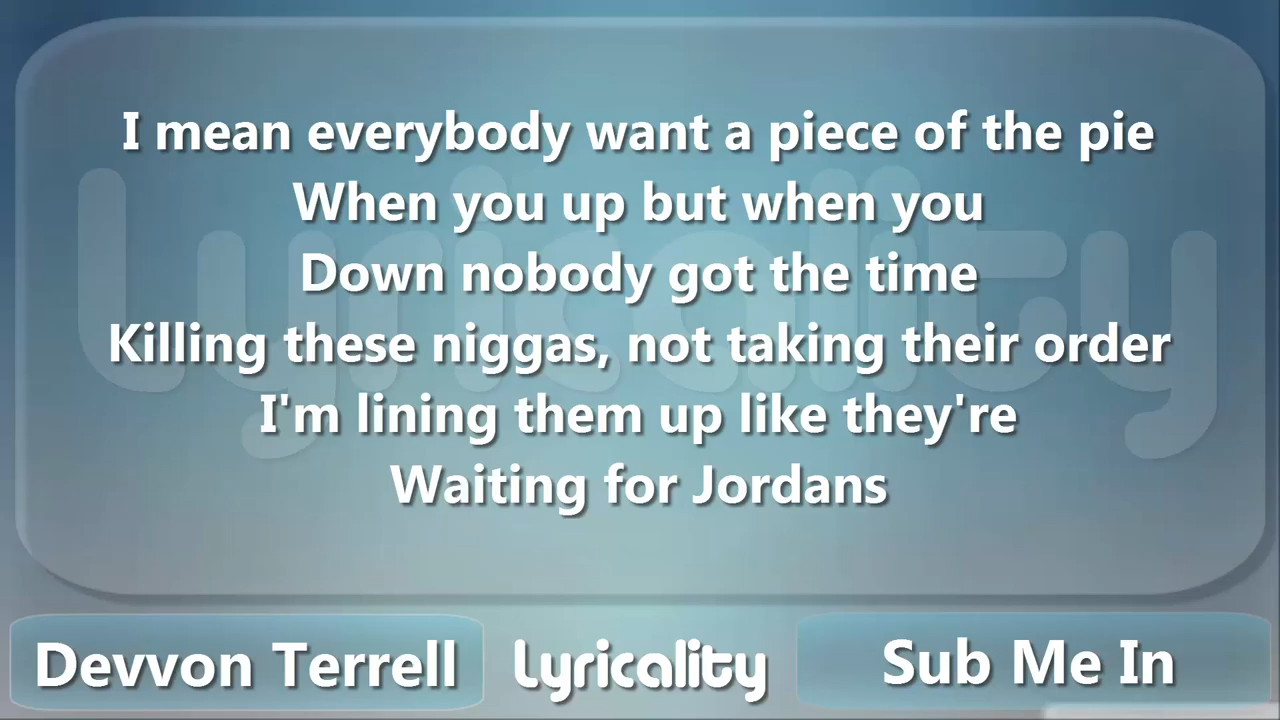 I mean everybody want a piece of the pie
When you up but when you
Down nobody got the time
Killing these niggas, not taking their order
I'm lining them up like they're
Waiting for Jordans
Lyricality
Devvon Terrell
Lyricality
Sub Me In